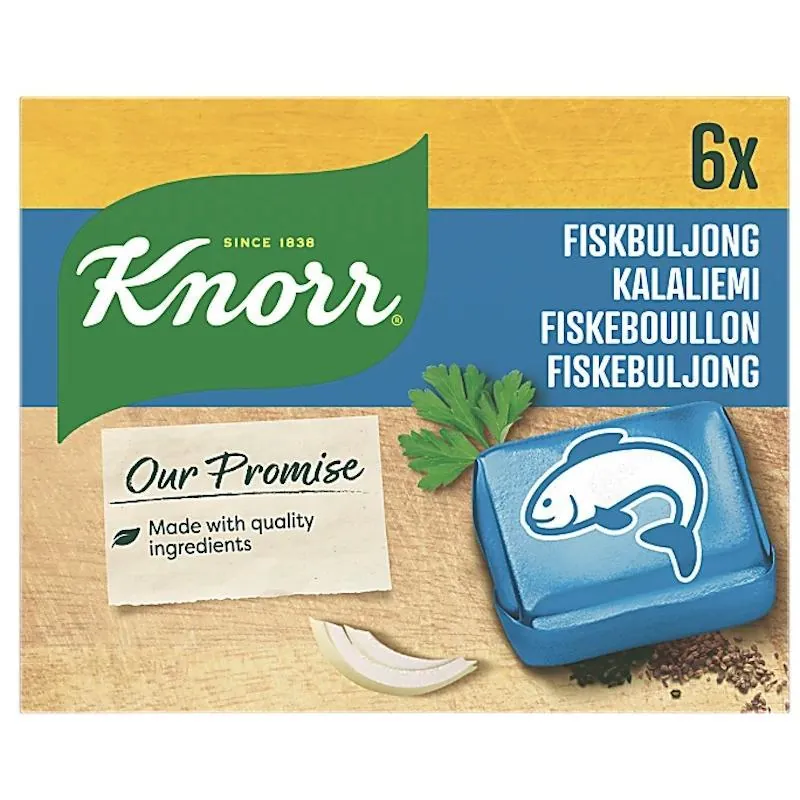 6x
SINCE 1838
Knorr®
FISKBULJONG
KALALIEMI
FISKEBOUILLON
FISKEBULJONG
Our Promise
Made with quality
ingredients